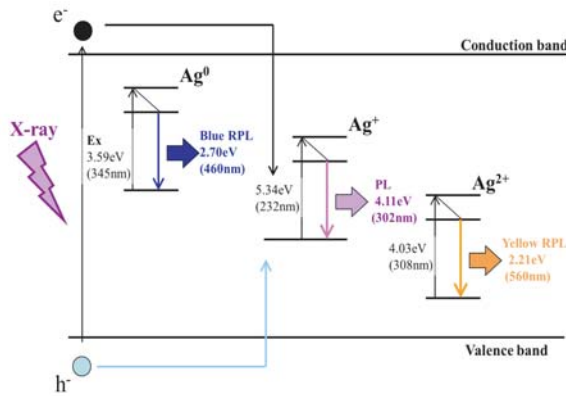 e-
Conduction band
Ag0
X-ray
Ex
3.59eV
(345nm)
Blue RPL
2.70eV
(460nm)
Ag+
5.34eV
(232nm)
PL
4.11eV
(302nm)
Ag2+
4.03eV
(308nm)
Yellow RPL
2.21eV
(560nm)
Valence band
h-